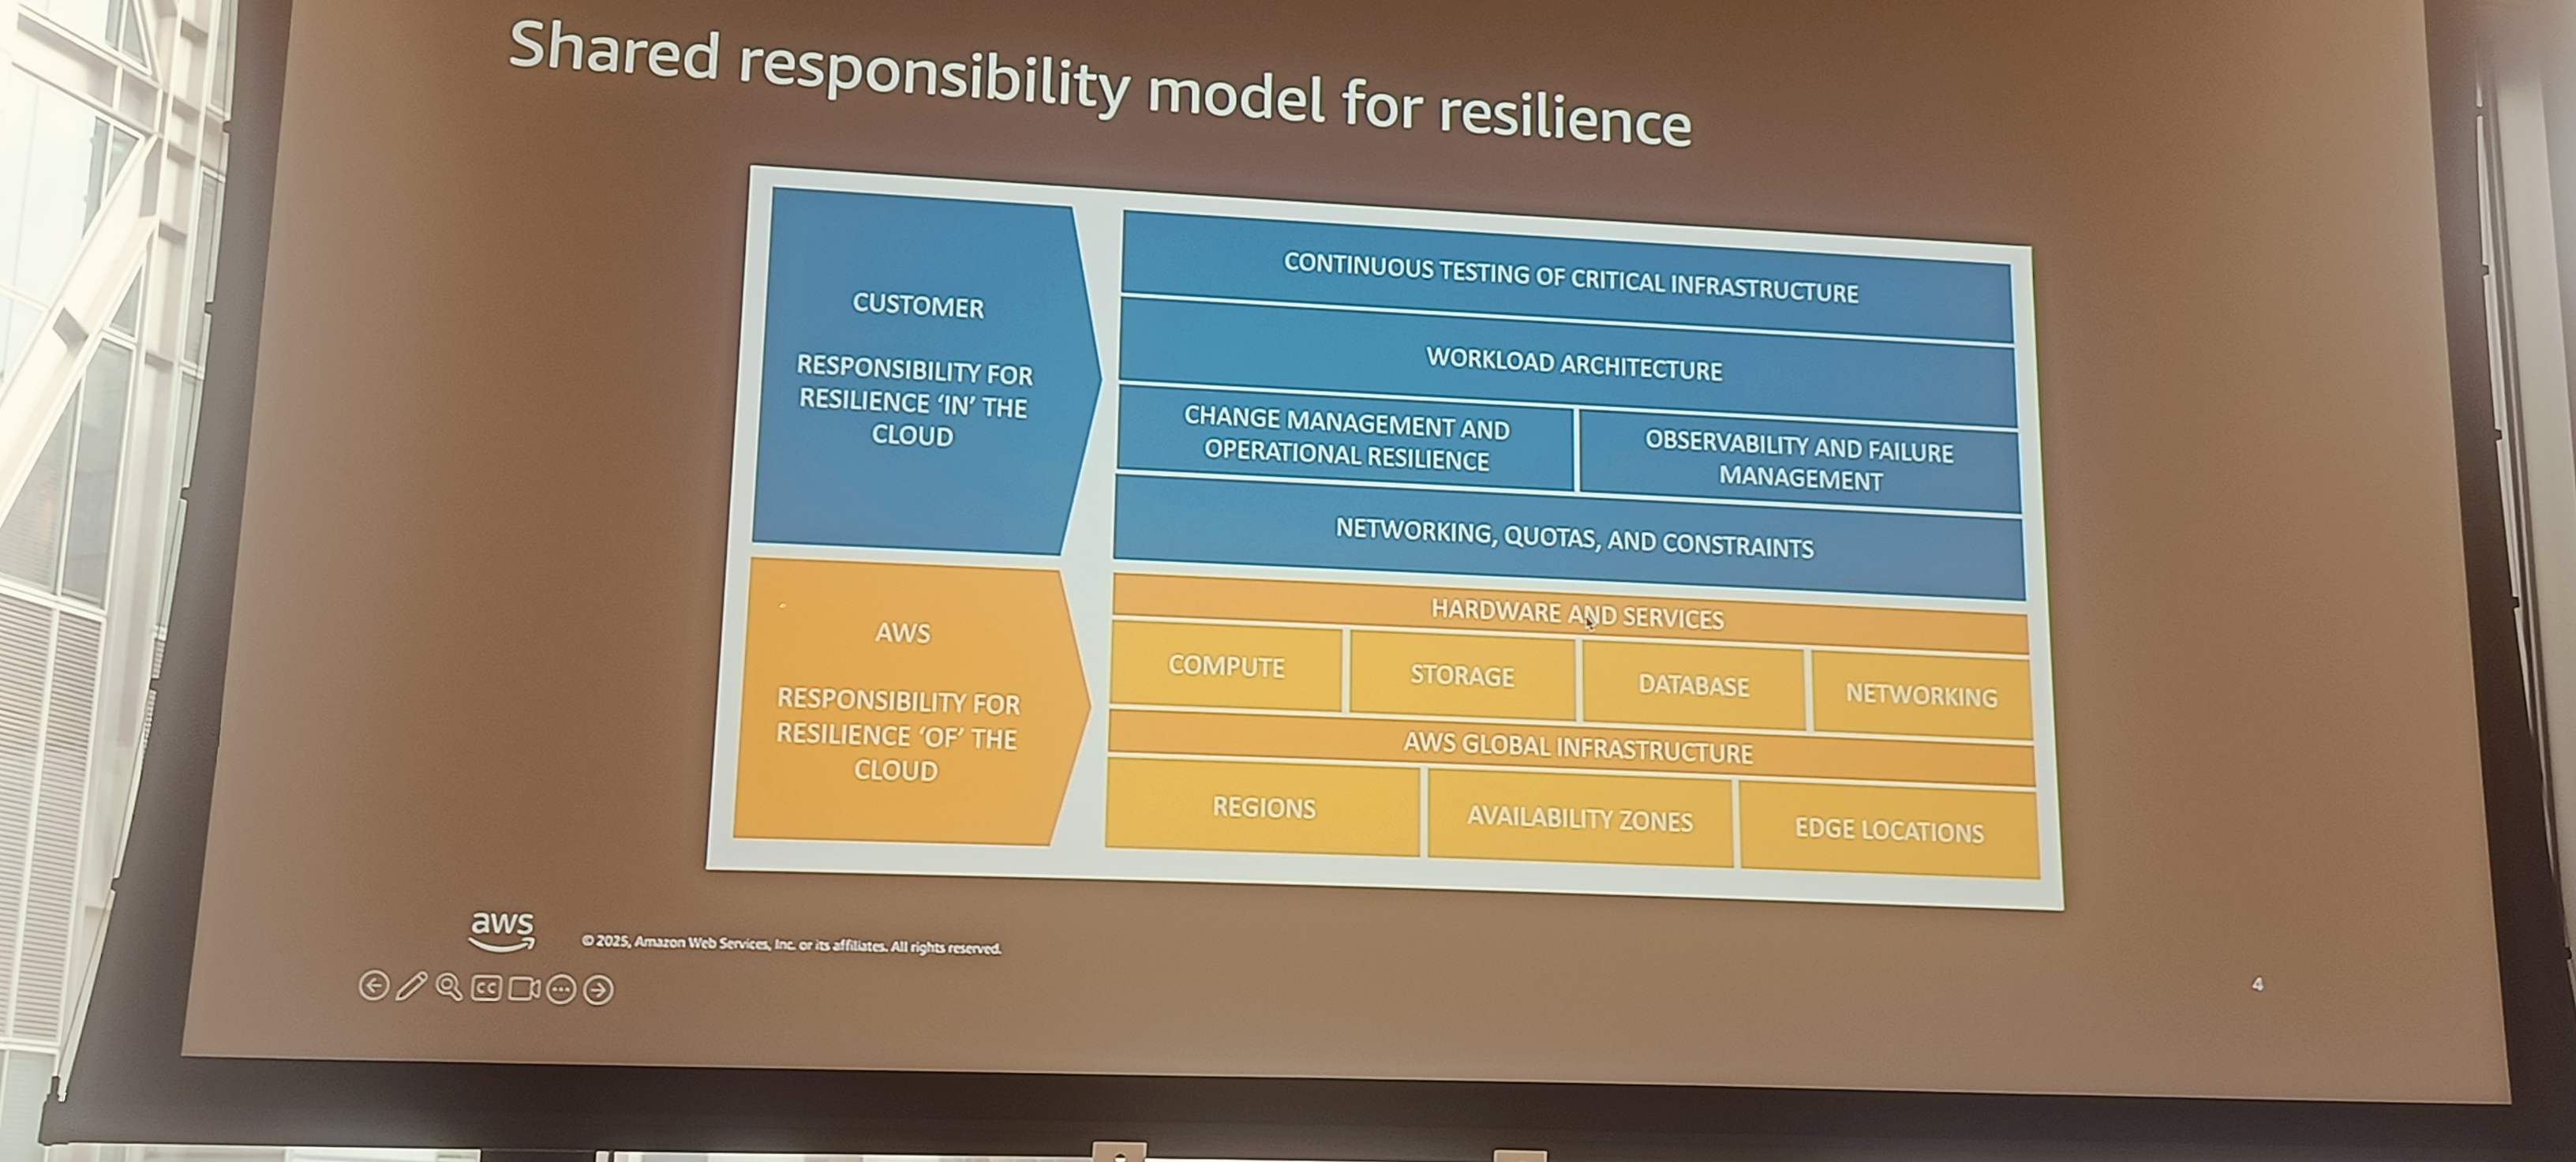 Shared responsibility model for resilience
CUSTOMER
RESPONSIBILITY FOR
RESILIENCE ‘IN’ THE
CLOUD
CONTINUOUS TESTING OF CRITICAL INFRASTRUCTURE
WORKLOAD ARCHITECTURE
CHANGE MANAGEMENT AND
OPERATIONAL RESILIENCE
OBSERVABILITY AND FAILURE
MANAGEMENT
NETWORKING, QUOTAS, AND CONSTRAINTS
AWS
RESPONSIBILITY FOR
RESILIENCE ‘OF’ THE
CLOUD
HARDWARE AND SERVICES
COMPUTE
STORAGE
DATABASE
NETWORKING
AWS GLOBAL INFRASTRUCTURE
REGIONS
AVAILABILITY ZONES
EDGE LOCATIONS
aws
© 2025, Amazon Web Services, Inc. or its affiliates. All rights reserved.
CC
4